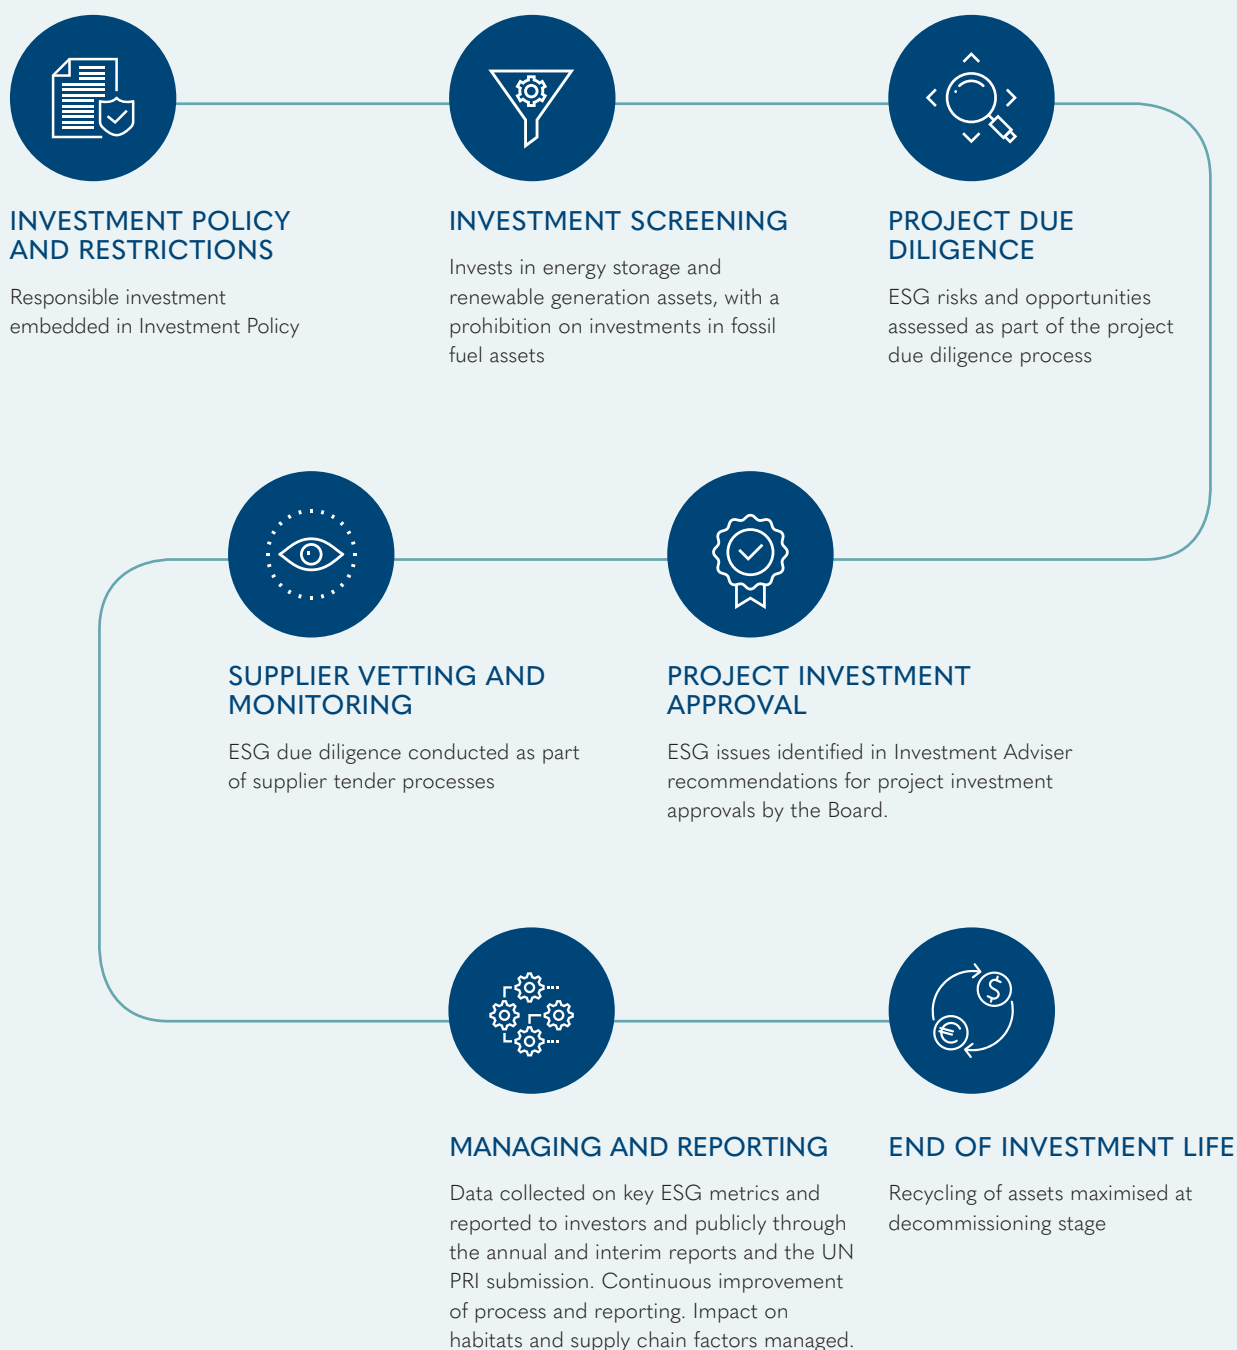 INVESTMENT POLICY
AND RESTRICTIONS
Responsible investment
embedded in Investment Policy
INVESTMENT SCREENING
Invests in energy storage and
renewable generation assets, with a
prohibition on investments in fossil
fuel assets
PROJECT DUE
DILIGENCE
ESG risks and opportunities
assessed as part of the project
due diligence process
SUPPLIER VETTING AND
MONITORING
ESG due diligence conducted as part
of supplier tender processes
PROJECT INVESTMENT
APPROVAL
ESG issues identified in Investment Adviser
recommendations for project investment
approvals by the Board.
MANAGING AND REPORTING
Data collected on key ESG metrics and
reported to investors and publicly through
the annual and interim reports and the UN
PRI submission. Continuous improvement
of process and reporting. Impact on
habitats and supply chain factors managed.
$
€
END OF INVESTMENT LIFE
Recycling of assets maximised at
decommissioning stage